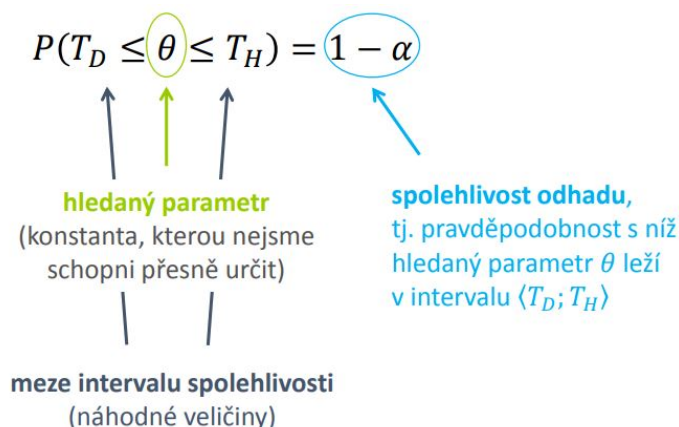 P(T_D ≤ θ ≤ T_H) = 1 − α
hledaný parametr
(konstanta, kterou nejsme
schopni přesně určit)
spolehlivost odhadu,
tj. pravděpodobnost s níž
hledaný parametr θ leží
v intervalu ⟨T_D; T_H⟩
meze intervalu spolehlivosti
(náhodné veličiny)